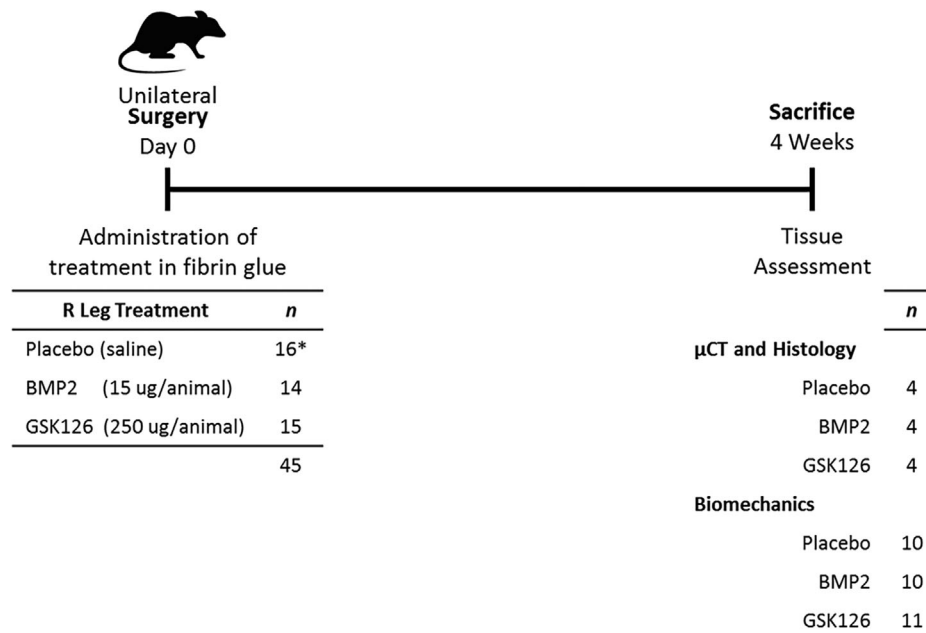 Unilateral
Surgery
Day 0
Sacrifice
4 Weeks
Administration of
treatment in fibrin glue
R Leg Treatment n
Placebo (saline) 16*
BMP2 (15 ug/animal) 14
GSK126 (250 ug/animal) 15
45
Tissue
Assessment
n
µCT and Histology
Placebo 4
BMP2 4
GSK126 4
Biomechanics
Placebo 10
BMP2 10
GSK126 11